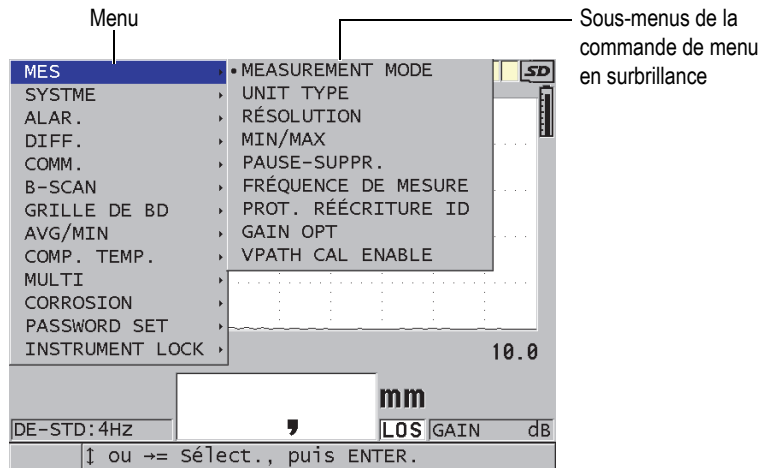 Menu
Sous-menus de la
commande de menu
en surbrillance
MES
SYSTME
ALAR.
DIFF.
COMM.
B-SCAN
GRILLE DE BD
AVG/MIN
COMP. TEMP.
MULTI
CORROSION
PASSWORD SET
INSTRUMENT LOCK
•MEASUREMENT MODE
UNIT TYPE
RÉSOLUTION
MIN/MAX
PAUSE-SUPPR.
FRÉQUENCE DE MESURE
PROT. RÉÉCRITURE ID
GAIN OPT
VPATH CAL ENABLE
SD
10.0
mm
DE-STD:4Hz
,
LOS GAIN dB
↕ ou →= Sélect., puis ENTER.